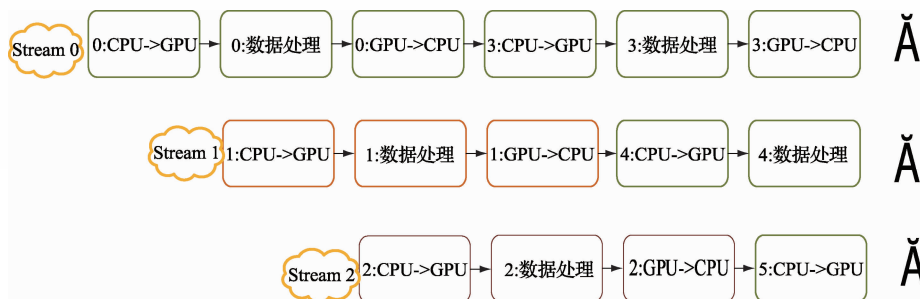 Stream 0 0:CPU->GPU 0:数据处理 0:GPU->CPU 3:CPU->GPU 3:数据处理 3:GPU->CPU Ă
Stream 1 1:CPU->GPU 1:数据处理 1:GPU->CPU 4:CPU->GPU 4:数据处理 Ă
Stream 2 2:CPU->GPU 2:数据处理 2:GPU->CPU 5:CPU->GPU Ă